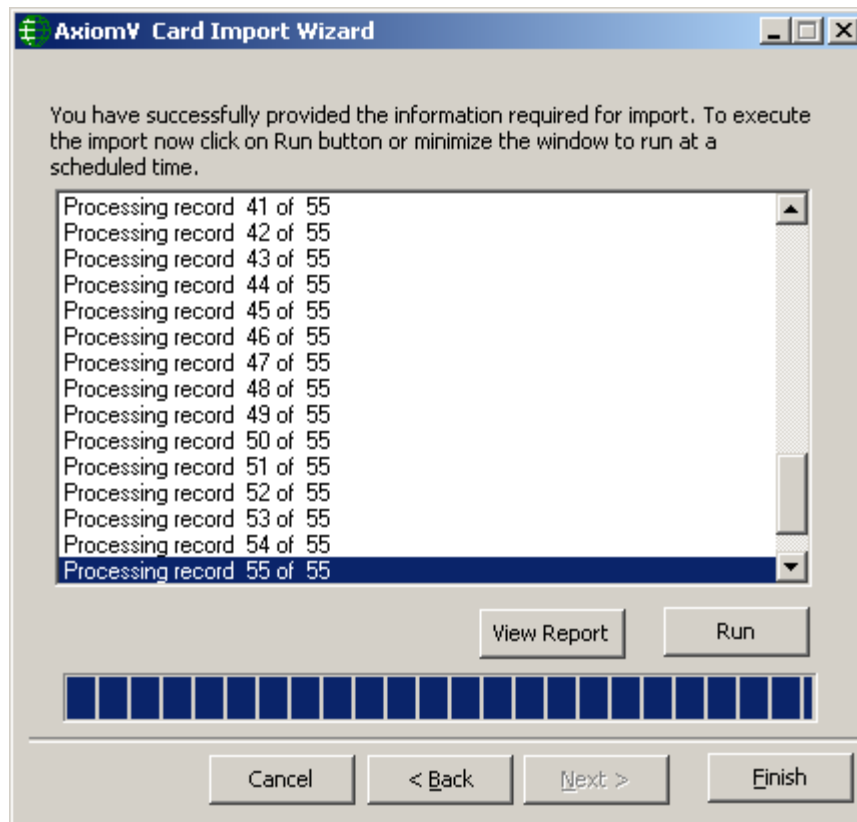 AxiomV Card Import Wizard
You have successfully provided the information required for import. To execute
the import now click on Run button or minimize the window to run at a
scheduled time.
Processing record 41 of 55
Processing record 42 of 55
Processing record 43 of 55
Processing record 44 of 55
Processing record 45 of 55
Processing record 46 of 55
Processing record 47 of 55
Processing record 48 of 55
Processing record 49 of 55
Processing record 50 of 55
Processing record 51 of 55
Processing record 52 of 55
Processing record 53 of 55
Processing record 54 of 55
Processing record 55 of 55
View Report Run
Cancel < Back Next > Finish